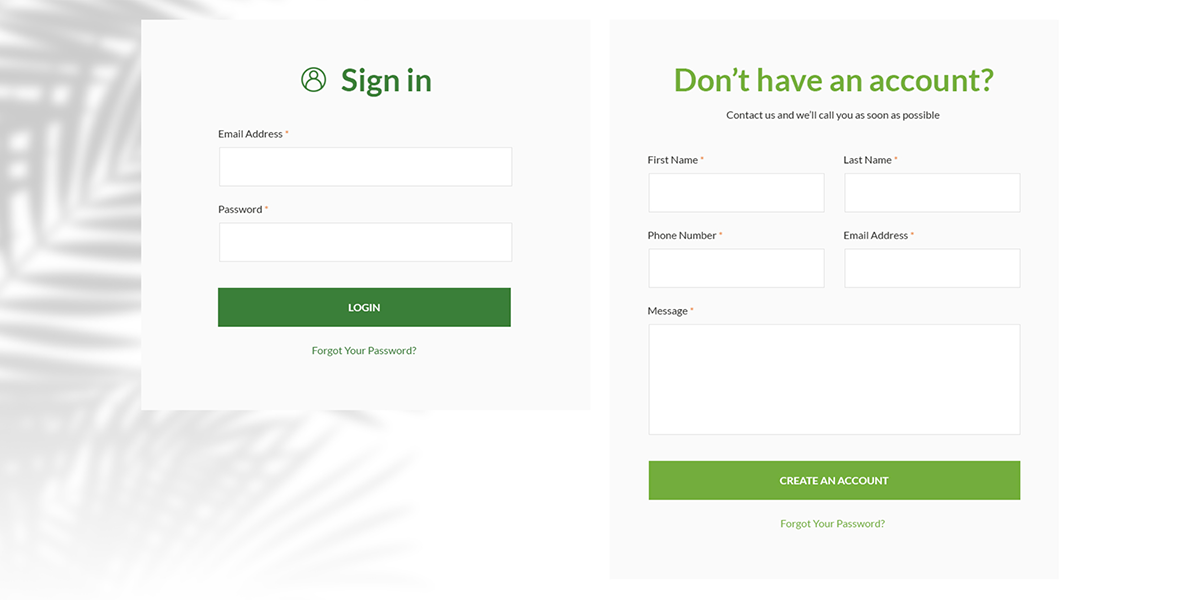 Sign in
Email Address *
Password *
LOGIN
Forgot Your Password?
Don’t have an account?
Contact us and we’ll call you as soon as possible
First Name *
Last Name *
Phone Number *
Email Address *
Message *
CREATE AN ACCOUNT
Forgot Your Password?